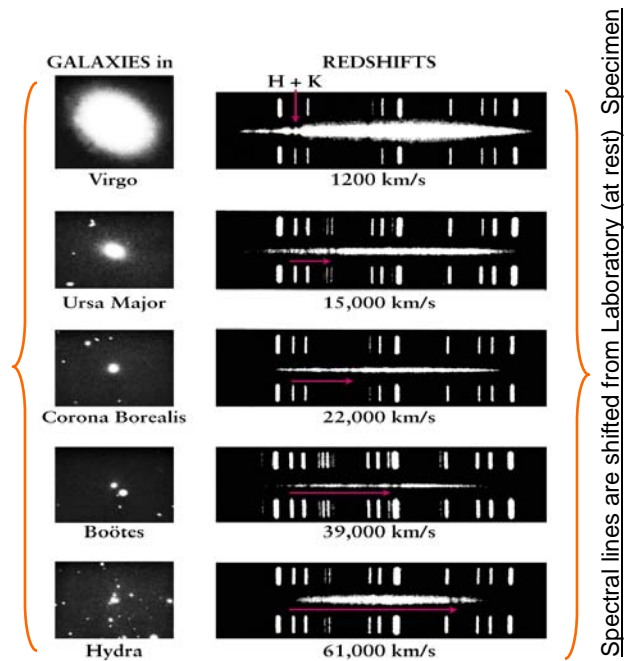 GALAXIES in
REDSHIFTS
H + K
Virgo
1200 km/s
Ursa Major
15,000 km/s
Corona Borealis
22,000 km/s
Boötes
39,000 km/s
Hydra
61,000 km/s
Spectral lines are shifted from Laboratory (at rest) Specimen